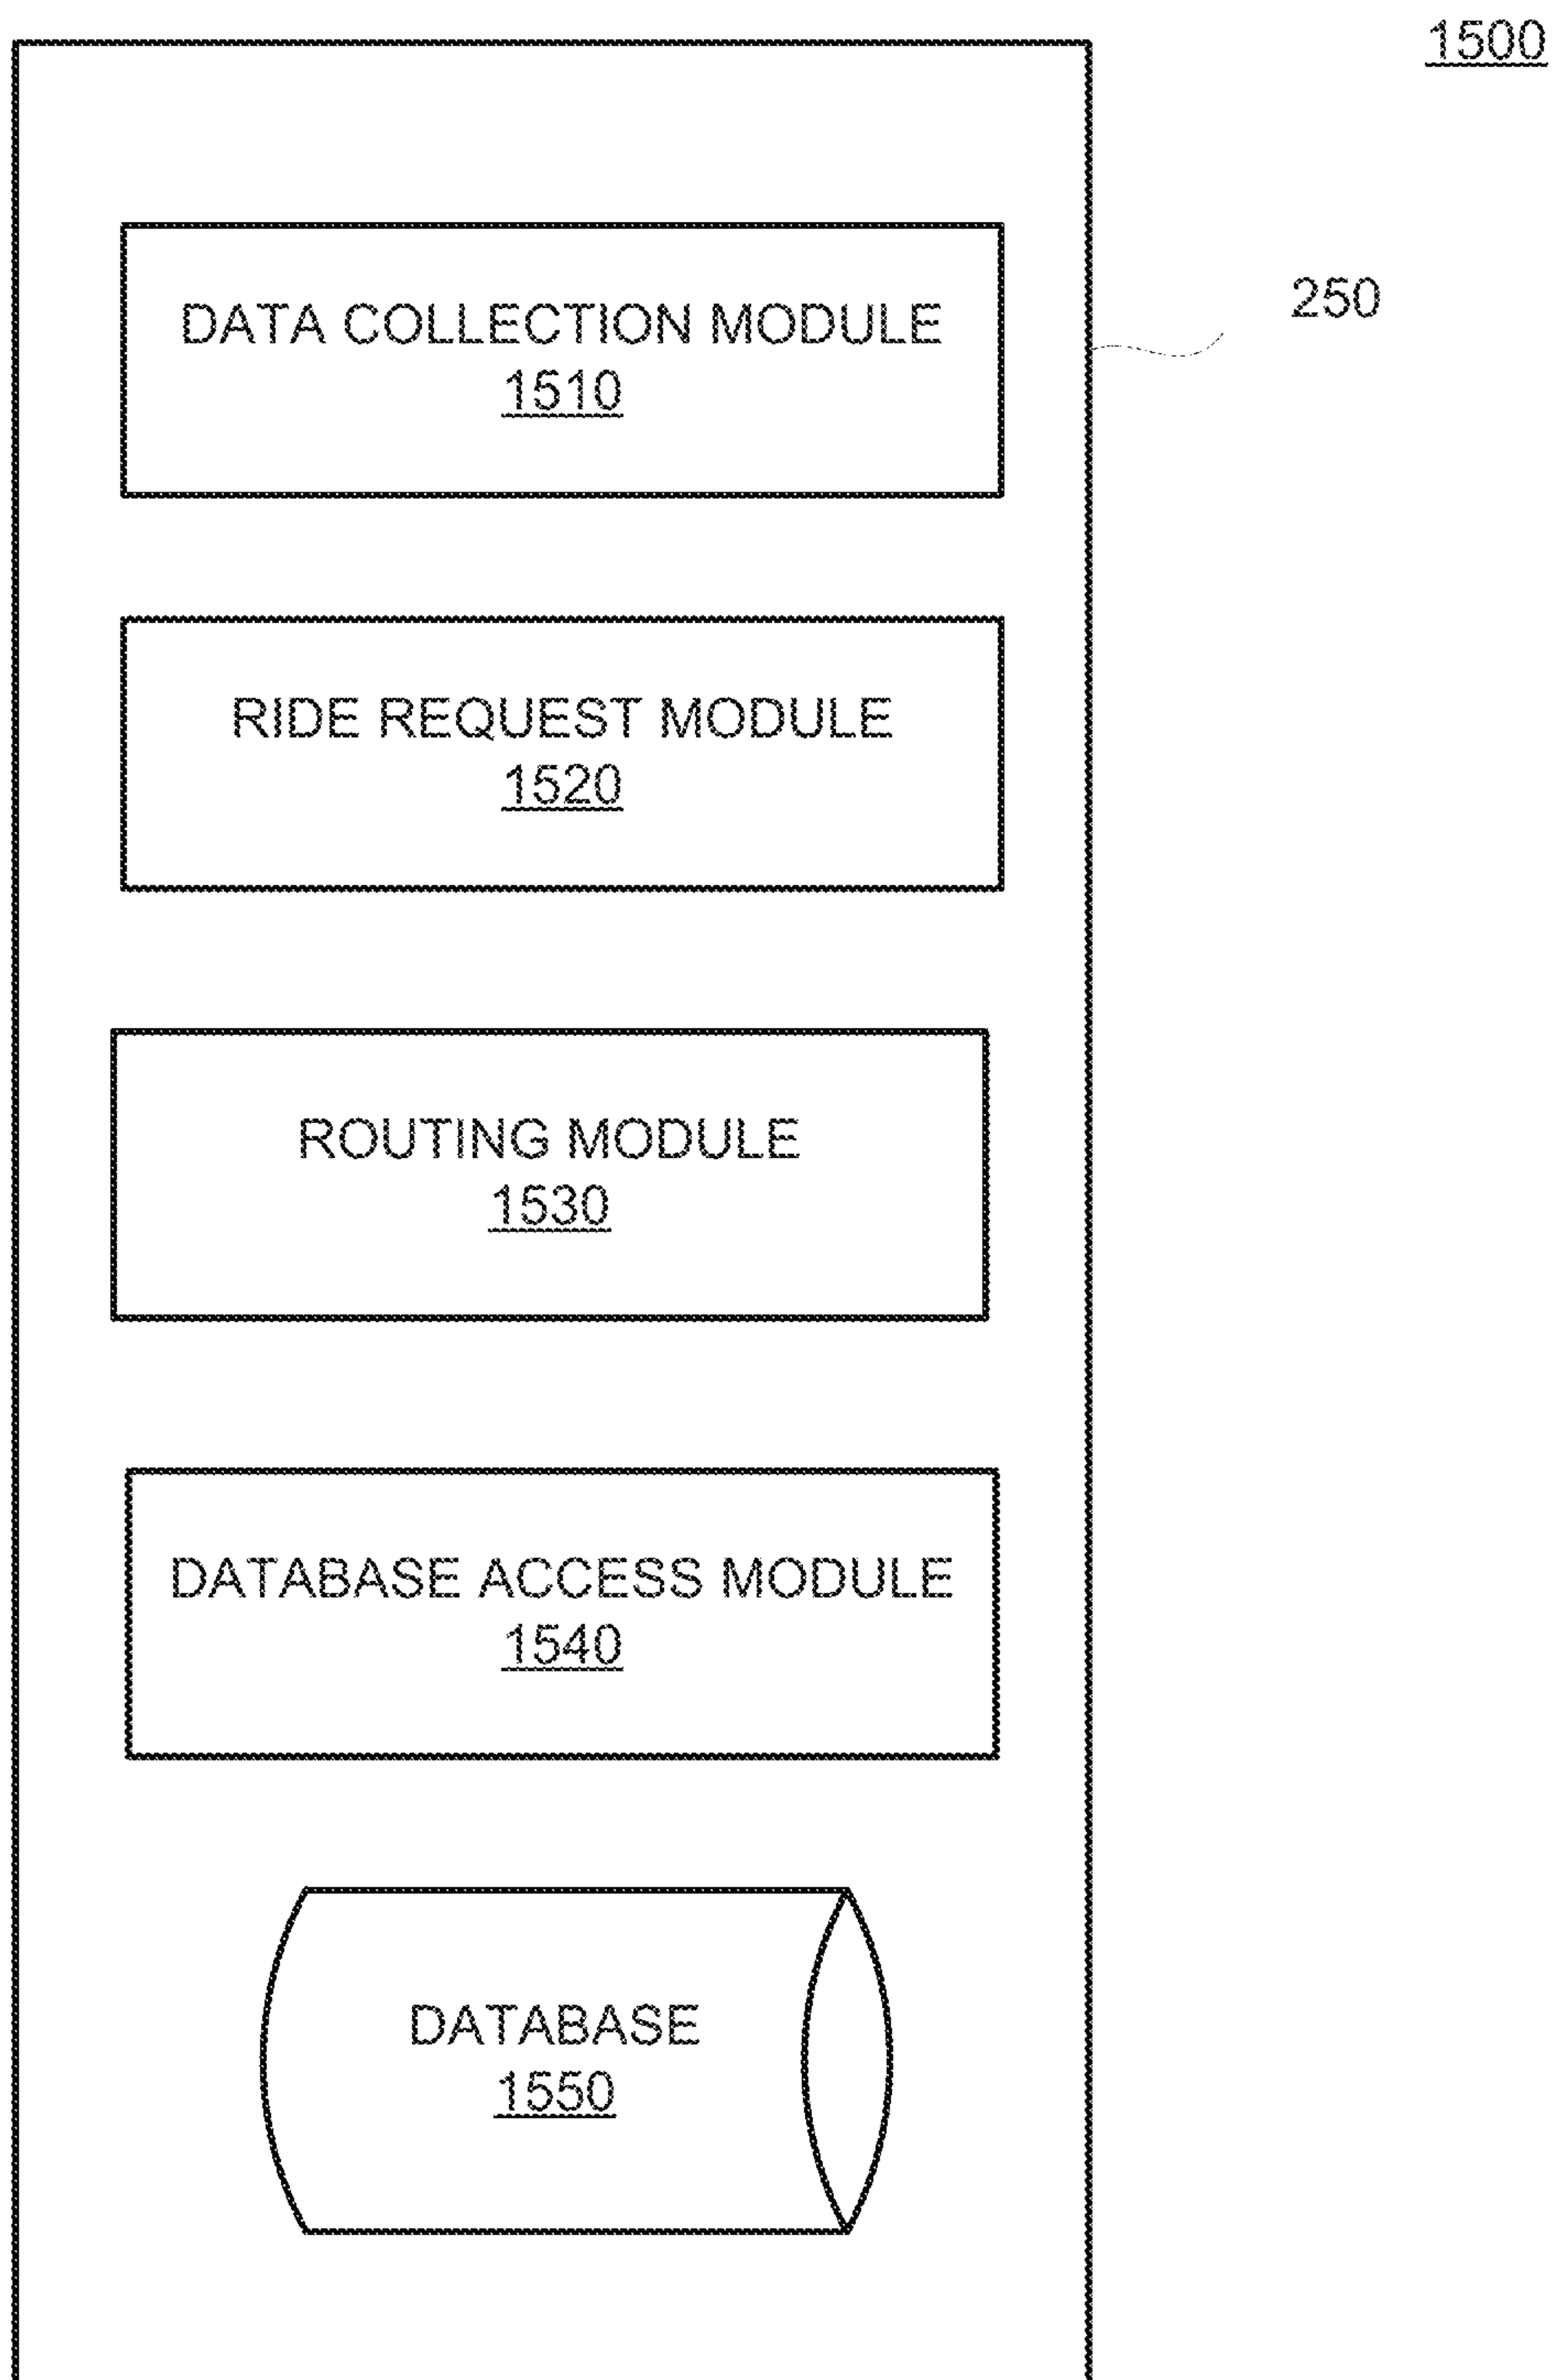 1500
DATA COLLECTION MODULE
1510
250
RIDE REQUEST MODULE
1520
ROUTING MODULE
1530
DATABASE ACCESS MODULE
1540
DATABASE
1550